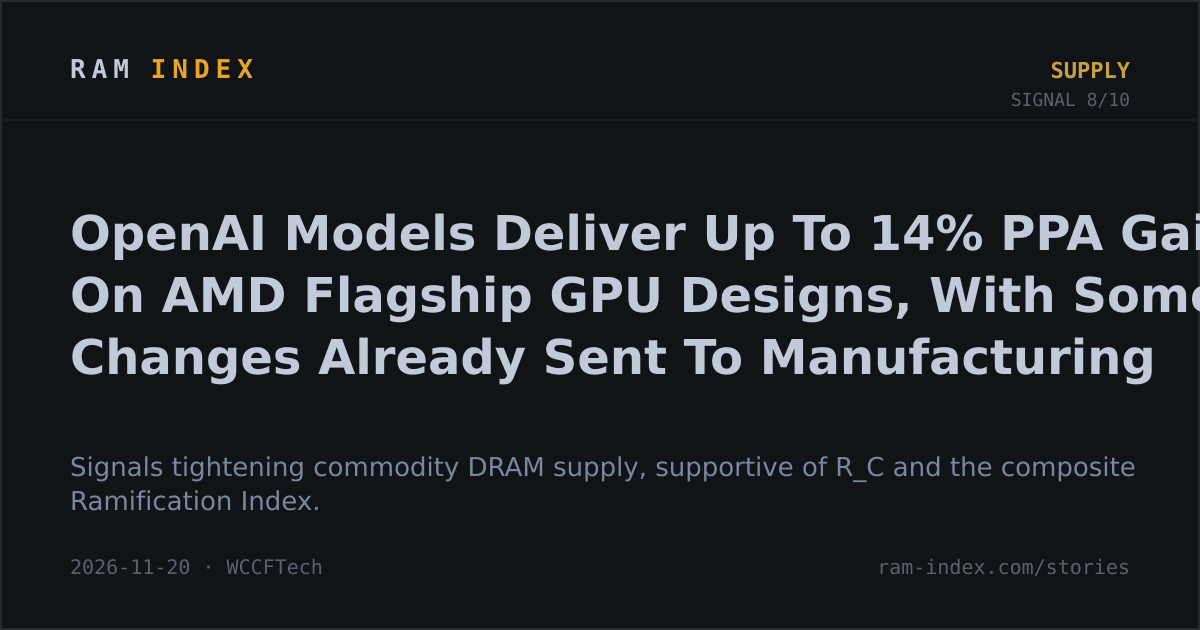 RAM INDEX
SUPPLY
SIGNAL 8/10
OpenAI Models Deliver Up To 14% PPA Gai
On AMD Flagship GPU Designs, With Some
Changes Already Sent To Manufacturing
Signals tightening commodity DRAM supply, supportive of R_C and the composite
Ramification Index.
2026-11-20 · WCCFTech
ram-index.com/stories